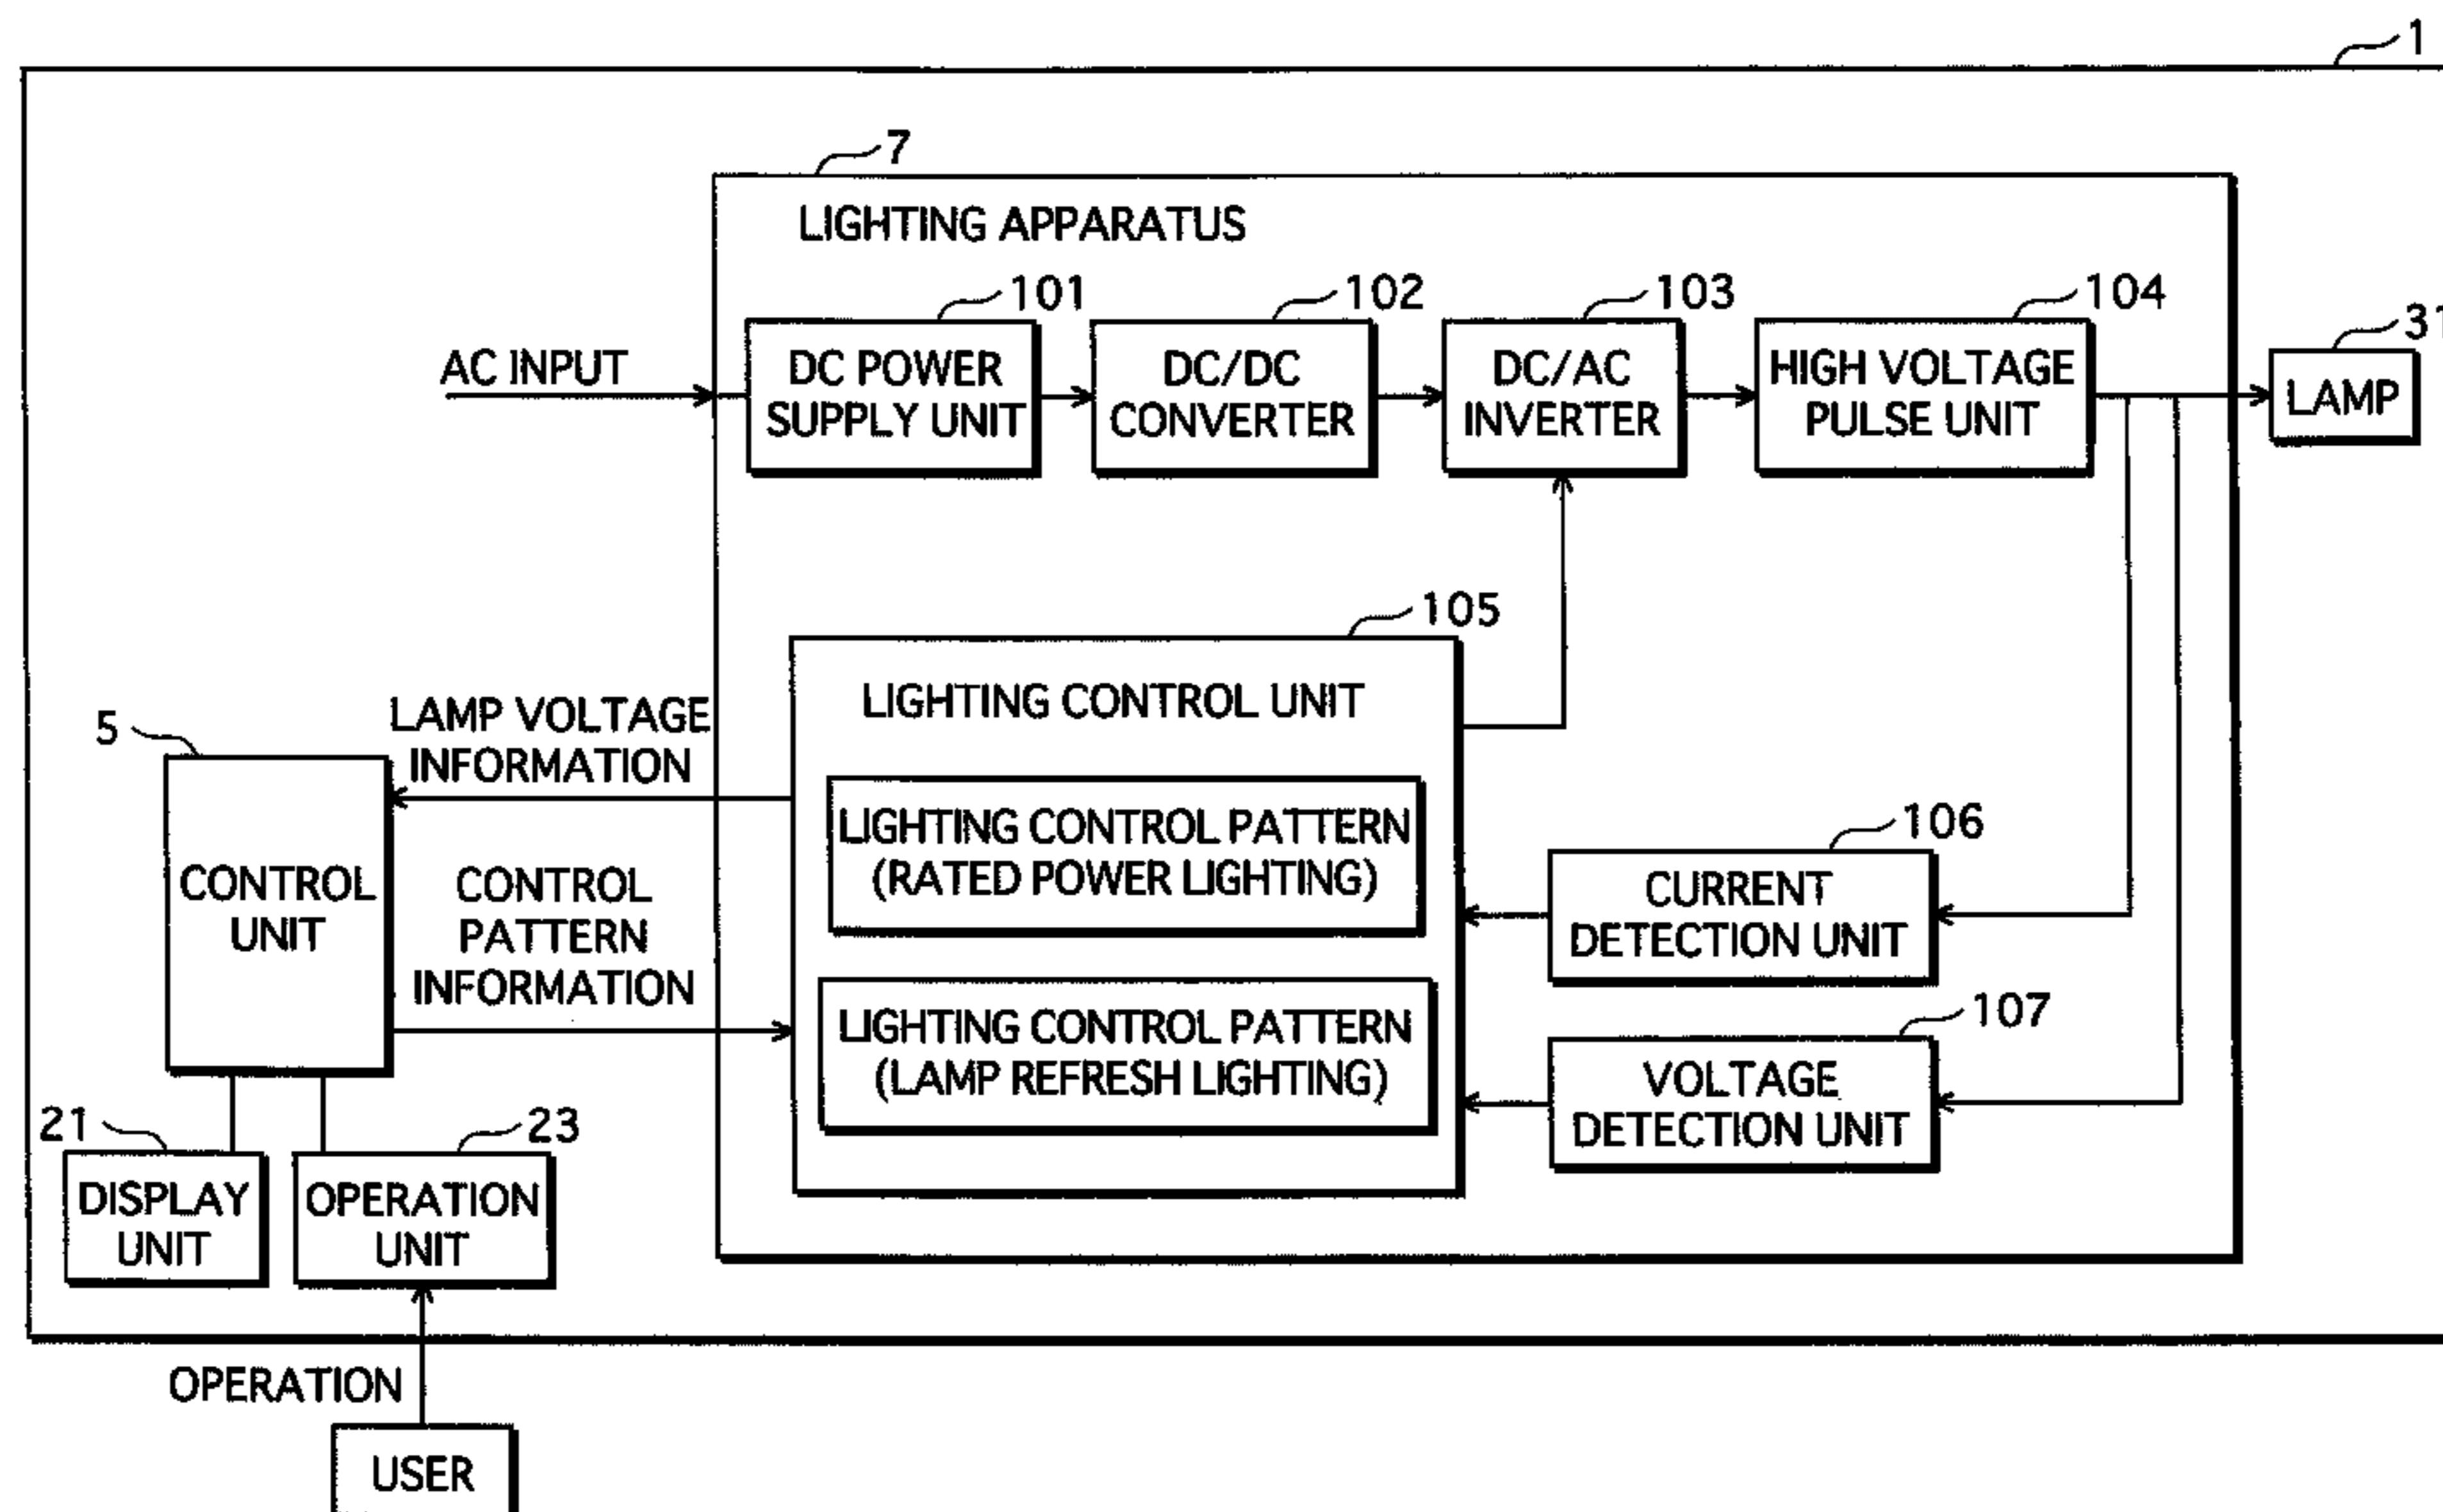 1
7
LIGHTING APPARATUS
101
102
103
104
31
AC INPUT
DC POWER
SUPPLY UNIT
DC/DC
CONVERTER
DC/AC
INVERTER
HIGH VOLTAGE
PULSE UNIT
LAMP
105
LIGHTING CONTROL UNIT
LAMP VOLTAGE
INFORMATION
5
CONTROL
UNIT
CONTROL
PATTERN
INFORMATION
LIGHTING CONTROL PATTERN
(RATED POWER LIGHTING)
LIGHTING CONTROL PATTERN
(LAMP REFRESH LIGHTING)
106
CURRENT
DETECTION UNIT
107
VOLTAGE
DETECTION UNIT
21
DISPLAY
UNIT
23
OPERATION
UNIT
OPERATION
USER